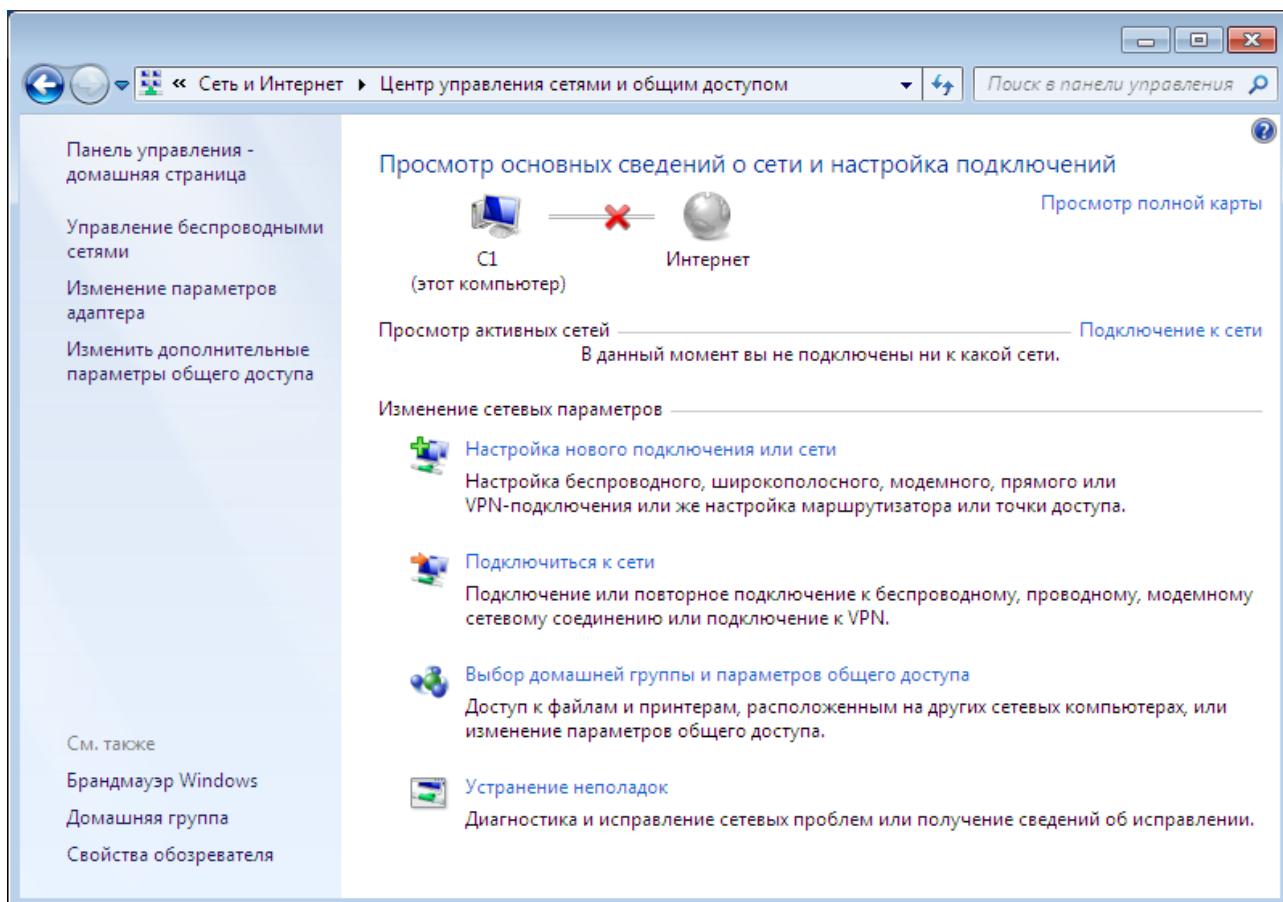 « Сеть и Интернет ▸ Центр управления сетями и общим доступом
Поиск в панели управления
Панель управления -
домашняя страница
Управление беспроводными
сетями
Изменение параметров
адаптера
Изменить дополнительные
параметры общего доступа
См. также
Брандмауэр Windows
Домашняя группа
Свойства обозревателя
Просмотр основных сведений о сети и настройка подключений
Просмотр полной карты
C1
(этот компьютер)
Интернет
Просмотр активных сетей
Подключение к сети
В данный момент вы не подключены ни к какой сети.
Изменение сетевых параметров
Настройка нового подключения или сети
Настройка беспроводного, широкополосного, модемного, прямого или
VPN-подключения или же настройка маршрутизатора или точки доступа.
Подключиться к сети
Подключение или повторное подключение к беспроводному, проводному, модемному
сетевому соединению или подключение к VPN.
Выбор домашней группы и параметров общего доступа
Доступ к файлам и принтерам, расположенным на других сетевых компьютерах, или
изменение параметров общего доступа.
Устранение неполадок
Диагностика и исправление сетевых проблем или получение сведений об исправлении.